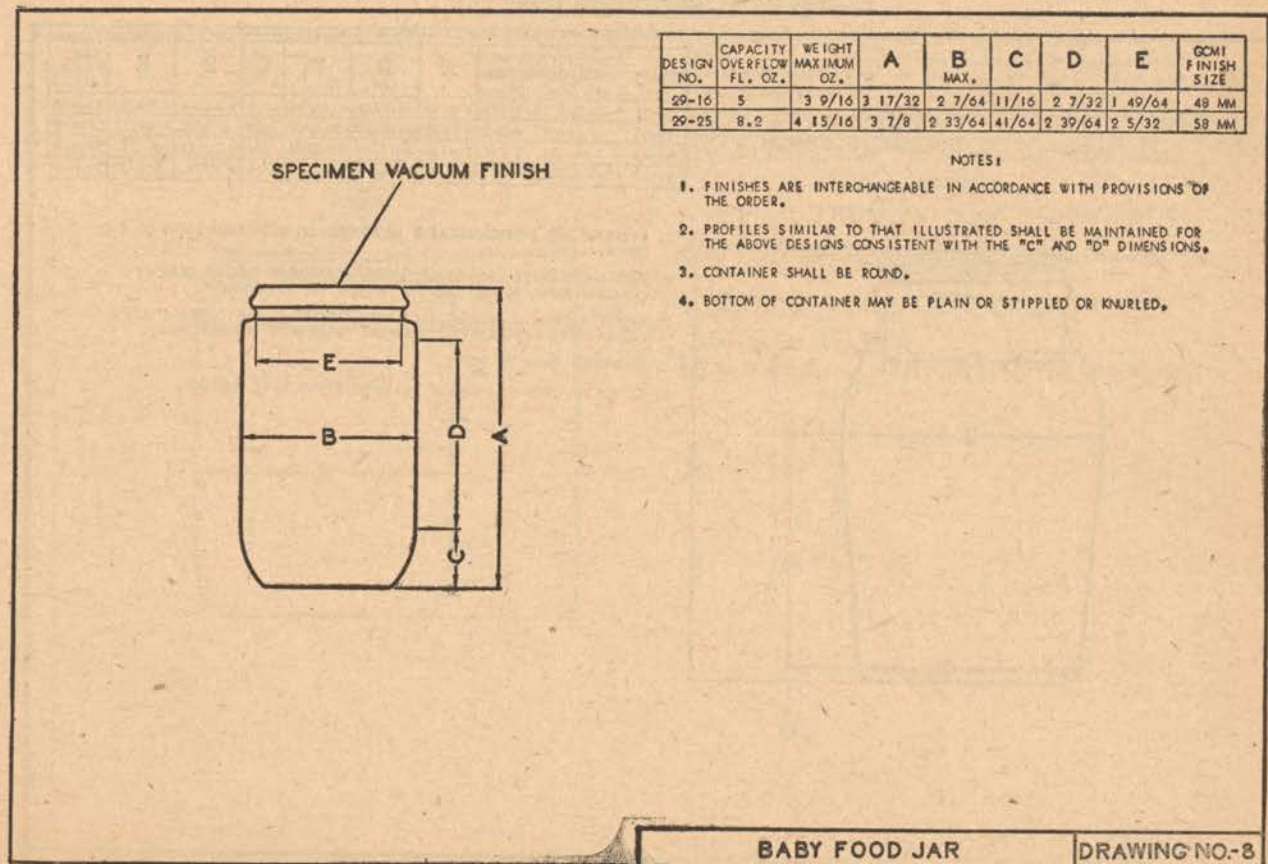 DESIGN NO. CAPACITY OVERFLOW FL. OZ. WEIGHT MAXIMUM OZ. A B MAX. C D E GCMI FINISH SIZE
29-16 5 3 9/16 3 17/32 2 7/64 11/16 2 7/32 1 49/64 48 MM
29-25 8.2 4 15/16 3 7/8 2 33/64 41/64 2 39/64 2 5/32 58 MM
NOTES:
1. FINISHES ARE INTERCHANGEABLE IN ACCORDANCE WITH PROVISIONS OF
THE ORDER.
2. PROFILES SIMILAR TO THAT ILLUSTRATED SHALL BE MAINTAINED FOR
THE ABOVE DESIGNS CONSISTENT WITH THE "C" AND "D" DIMENSIONS.
3. CONTAINER SHALL BE ROUND.
4. BOTTOM OF CONTAINER MAY BE PLAIN OR STIPPLED OR KNURLED.
SPECIMEN VACUUM FINISH
E
B
D
A
C
BABY FOOD JAR
DRAWING NO.-8